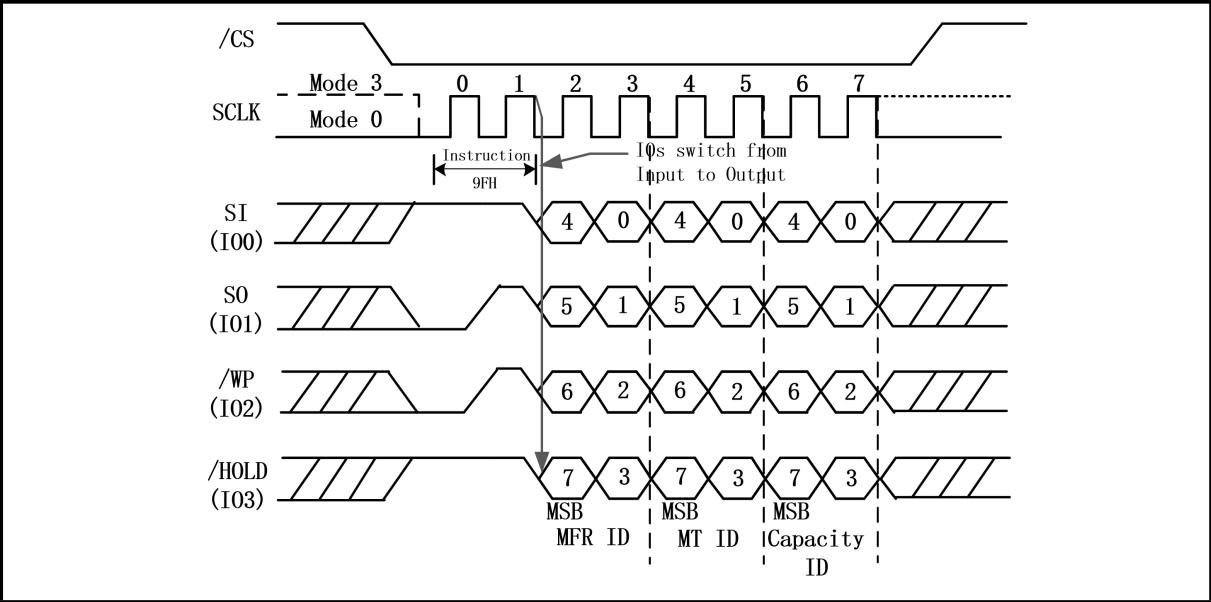 /CS
Mode 3 0 1 2 3 4 5 6 7
SCLK
Mode 0
Instruction
9FH
IOs switch from
Input to Output
SI
(IO0)
4 0 4 0 4 0
SO
(IO1)
5 1 5 1 5 1
/WP
(IO2)
6 2 6 2 6 2
/HOLD
(IO3)
7 3 7 3 7 3
MSB MSB MSB
MFR ID MT ID Capacity
ID